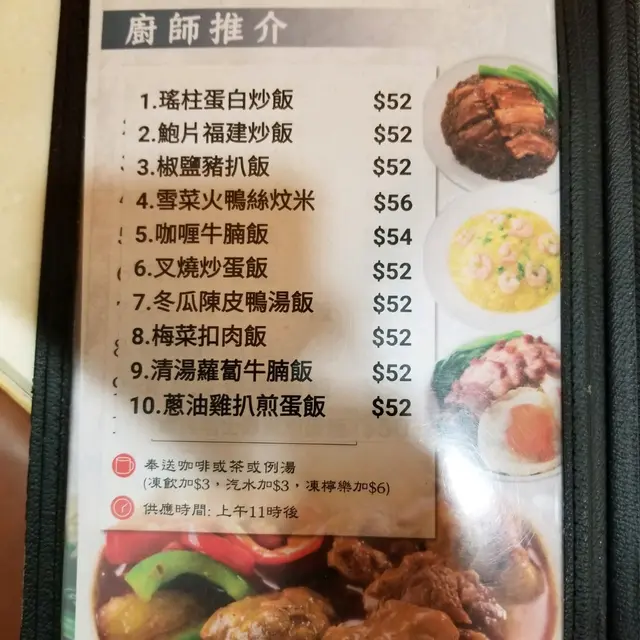 廚師推介
1.瑤柱蛋白炒飯 $52
2.鮑片福建炒飯 $52
3.椒鹽豬扒飯 $52
4.雪菜火鴨絲炆米 $56
5.咖喱牛腩飯 $54
6.叉燒炒蛋飯 $52
7.冬瓜陳皮鴨湯飯 $52
8.梅菜扣肉飯 $52
9.清湯蘿蔔牛腩飯 $52
10.蔥油雞扒煎蛋飯 $52
奉送咖啡或茶或例湯
(凍飲加$3，汽水加$3，凍檸樂加$6)
供應時間: 上午11時後